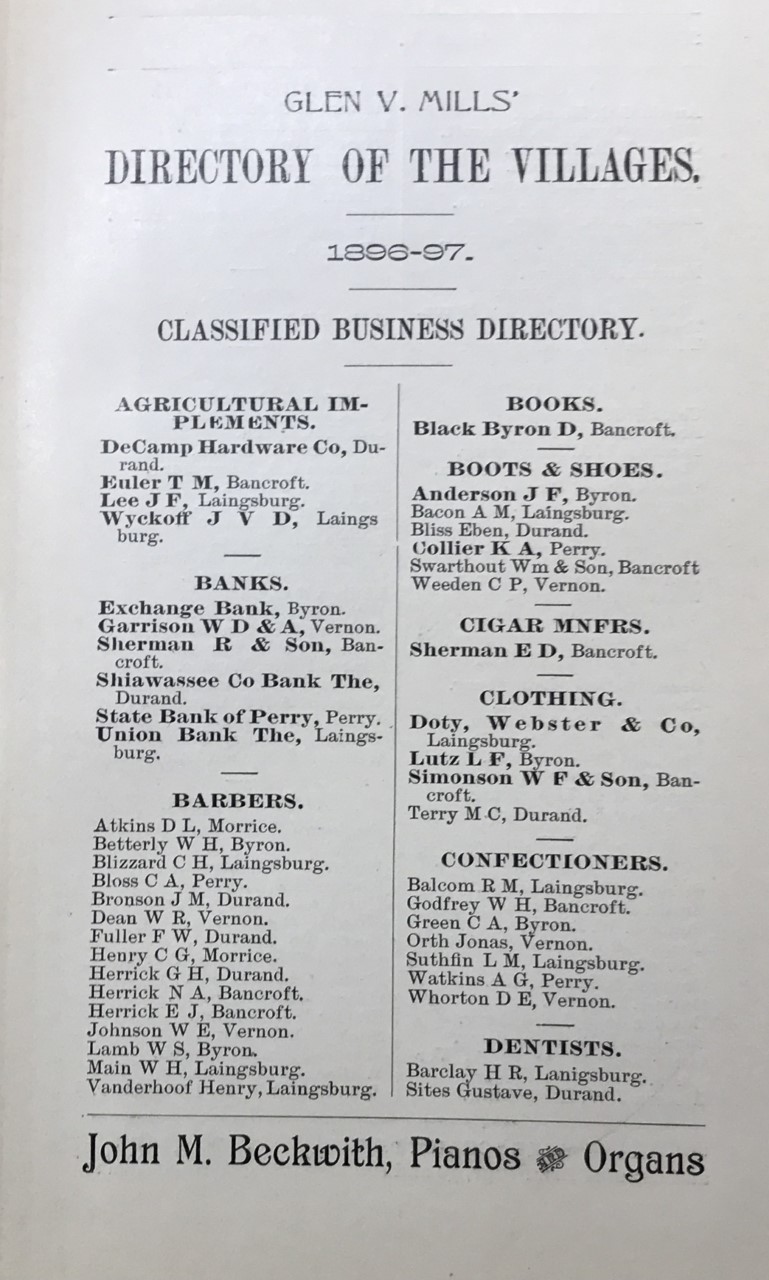 GLEN V. MILLS'
DIRECTORY OF THE VILLAGES.
1896-97.
CLASSIFIED BUSINESS DIRECTORY.
AGRICULTURAL IM-
PLEMENTS.
DeCamp Hardware Co, Du-
rand.
Euler T M, Bancroft.
Lee J F, Laingsburg.
Wyckoff J V D, Laings
burg.
BANKS.
Exchange Bank, Byron.
Garrison W D & A, Vernon.
Sherman R & Son, Ban-
croft.
Shiawassee Co Bank The,
Durand.
State Bank of Perry, Perry.
Union Bank The, Laings-
burg.
BARBERS.
Atkins D L, Morrice.
Betterly W H, Byron.
Blizzard C H, Laingsburg.
Bloss C A, Perry.
Bronson J M, Durand.
Dean W R, Vernon.
Fuller F W, Durand.
Henry C G, Morrice.
Herrick G H, Durand.
Herrick N A, Bancroft.
Herrick E J, Bancroft.
Johnson W E, Vernon.
Lamb W S, Byron.
Main W H, Laingsburg.
Vanderhoof Henry, Laingsburg.
BOOKS.
Black Byron D, Bancroft.
BOOTS & SHOES.
Anderson J F, Byron.
Bacon A M, Laingsburg.
Bliss Eben, Durand.
Collier K A, Perry.
Swarthout Wm & Son, Bancroft
Weeden C P, Vernon.
CIGAR MNFRS.
Sherman E D, Bancroft.
CLOTHING.
Doty, Webster & Co,
Laingsburg.
Lutz L F, Byron.
Simonson W F & Son, Ban-
croft.
Terry M C, Durand.
CONFECTIONERS.
Balcom R M, Laingsburg.
Godfrey W H, Bancroft.
Green C A, Byron.
Orth Jonas, Vernon.
Suthfin L M, Laingsburg.
Watkins A G, Perry.
Whorton D E, Vernon.
DENTISTS.
Barclay H R, Lanigsburg.
Sites Gustave, Durand.
John M. Beckwith, Pianos and Organs